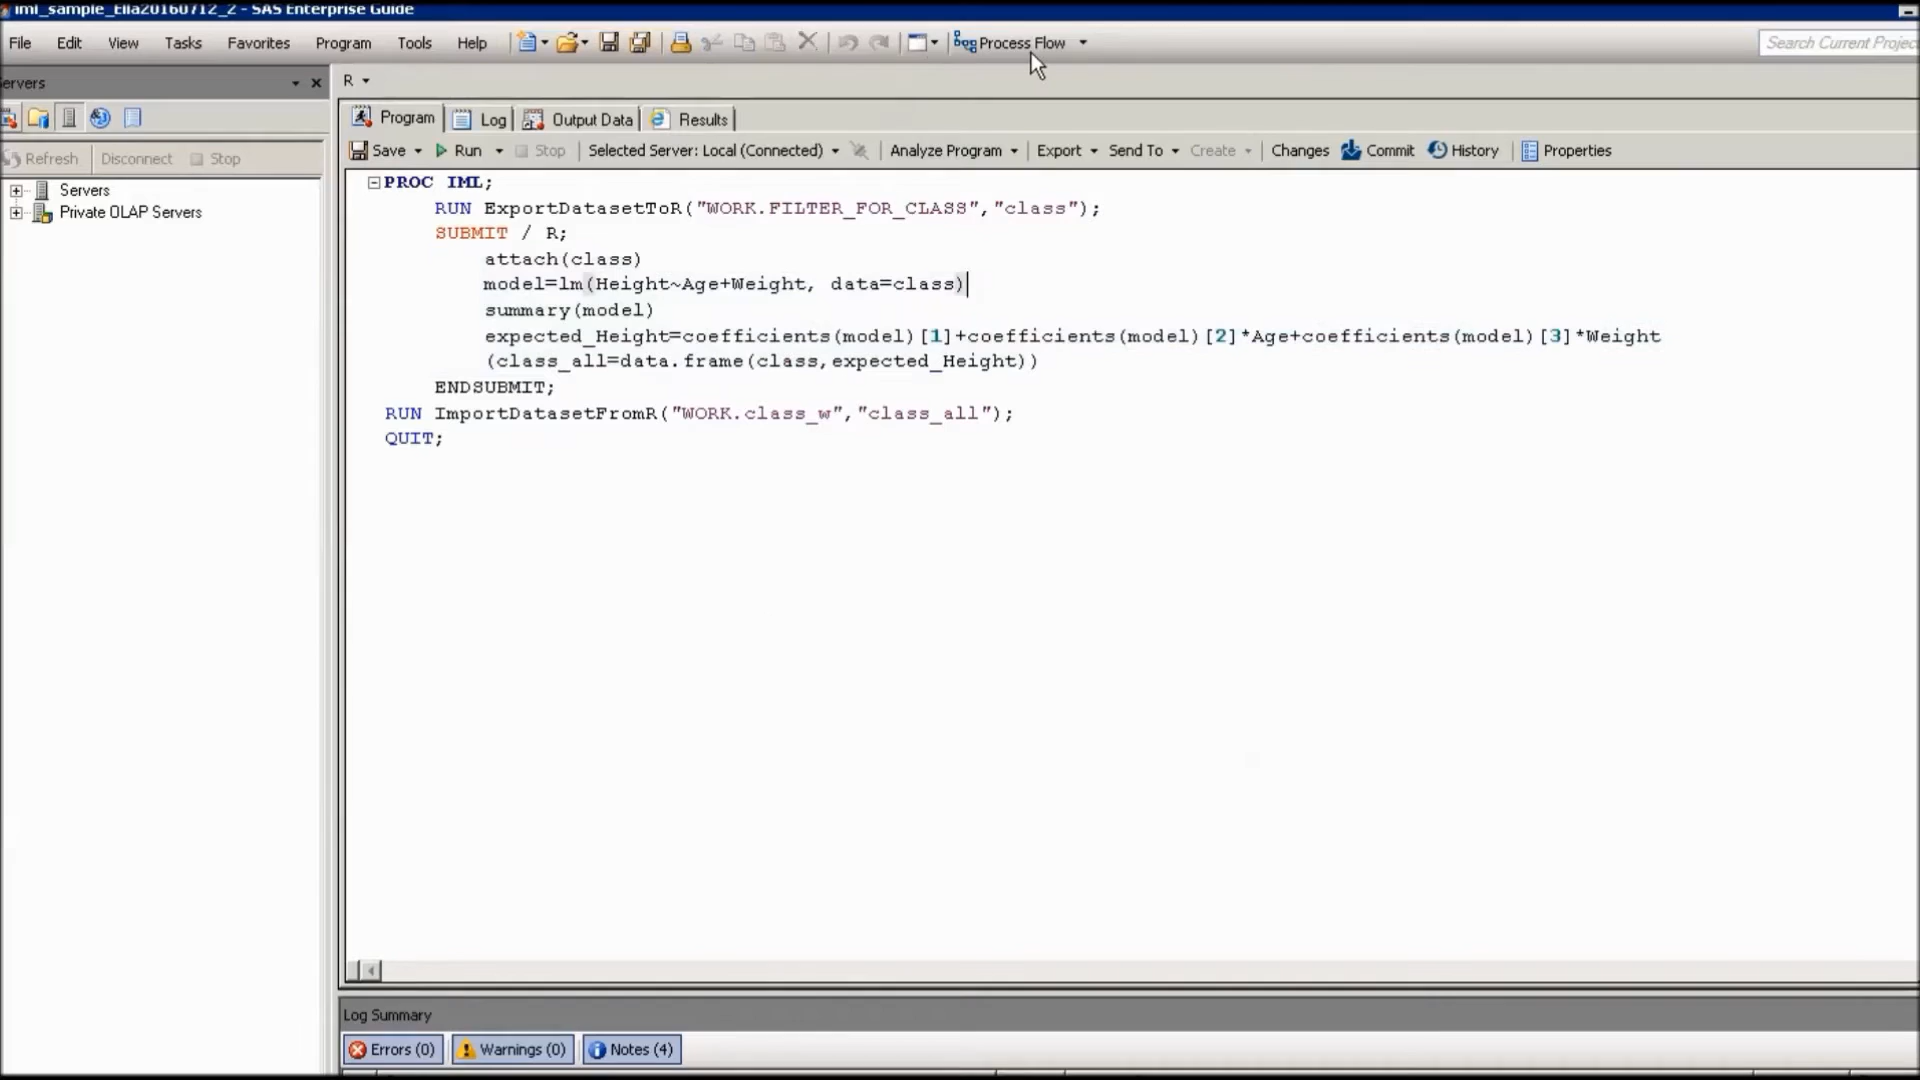 iml_sample_Ella20160712_2 - SAS Enterprise Guide
File Edit View Tasks Favorites Program Tools Help Process Flow Search Current Projec
ervers
R
Program Log Output Data Results
Refresh Disconnect Stop
Save Run Stop Selected Server: Local (Connected) Analyze Program Export Send To Create Changes Commit History Properties
Servers
Private OLAP Servers
PROC IML;
RUN ExportDatasetToR("WORK.FILTER_FOR_CLASS","class");
SUBMIT / R;
attach(class)
model=lm(Height~Age+Weight, data=class)
summary(model)
expected_Height=coefficients(model)[1]+coefficients(model)[2]*Age+coefficients(model)[3]*Weight
(class_all=data.frame(class,expected_Height))
ENDSUBMIT;
RUN ImportDatasetFromR("WORK.class_w","class_all");
QUIT;
Log Summary
Errors (0) Warnings (0) Notes (4)